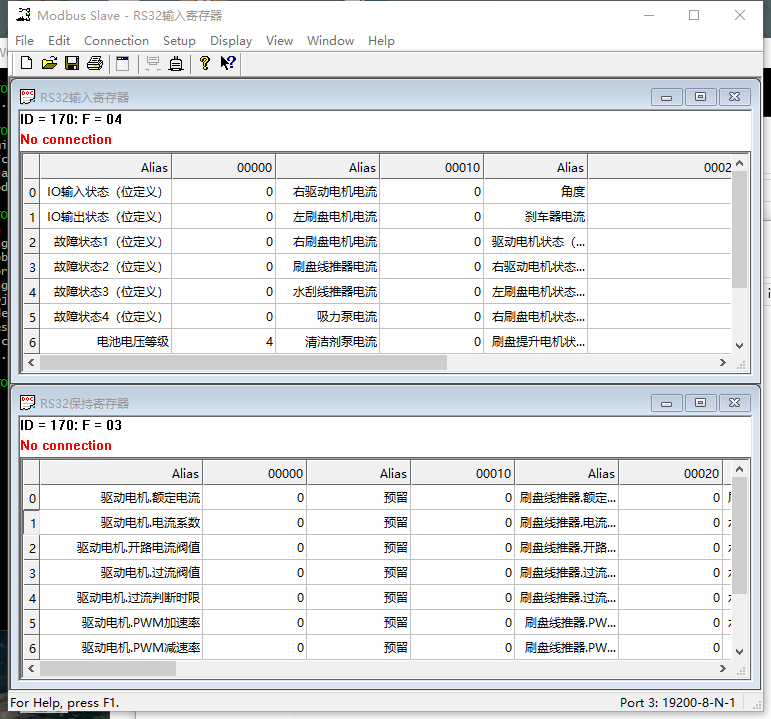 Modbus Slave - RS32输入寄存器
File Edit Connection Setup Display View Window Help
RS32输入寄存器
ID = 170: F = 04
No connection
Alias 00000 Alias 00010 Alias 0002
0 IO输入状态（位定义） 0 右驱动电机电流 0 角度
1 IO输出状态（位定义） 0 左刷盘电机电流 0 刹车器电流
2 故障状态1（位定义） 0 右刷盘电机电流 0 驱动电机状态（...
3 故障状态2（位定义） 0 刷盘线推器电流 0 右驱动电机状态...
4 故障状态3（位定义） 0 水刮线推器电流 0 左刷盘电机状态...
5 故障状态4（位定义） 0 吸力泵电流 0 右刷盘电机状态...
6 电池电压等级 4 清洁剂泵电流 0 刷盘提升电机状...
RS32保持寄存器
ID = 170: F = 03
No connection
Alias 00000 Alias 00010 Alias 00020
0 驱动电机.额定电流 0 预留 0 刷盘线推器.额定... 0
1 驱动电机.电流系数 0 预留 0 刷盘线推器.电流... 0
2 驱动电机.开路电流阀值 0 预留 0 刷盘线推器.开路... 0
3 驱动电机.过流阀值 0 预留 0 刷盘线推器.过流... 0
4 驱动电机.过流判断时限 0 预留 0 刷盘线推器.过流... 0
5 驱动电机.PWM加速率 0 预留 0 刷盘线推器.PW... 0
6 驱动电机.PWM减速率 0 预留 0 刷盘线推器.PW... 0
For Help, press F1. Port 3: 19200-8-N-1